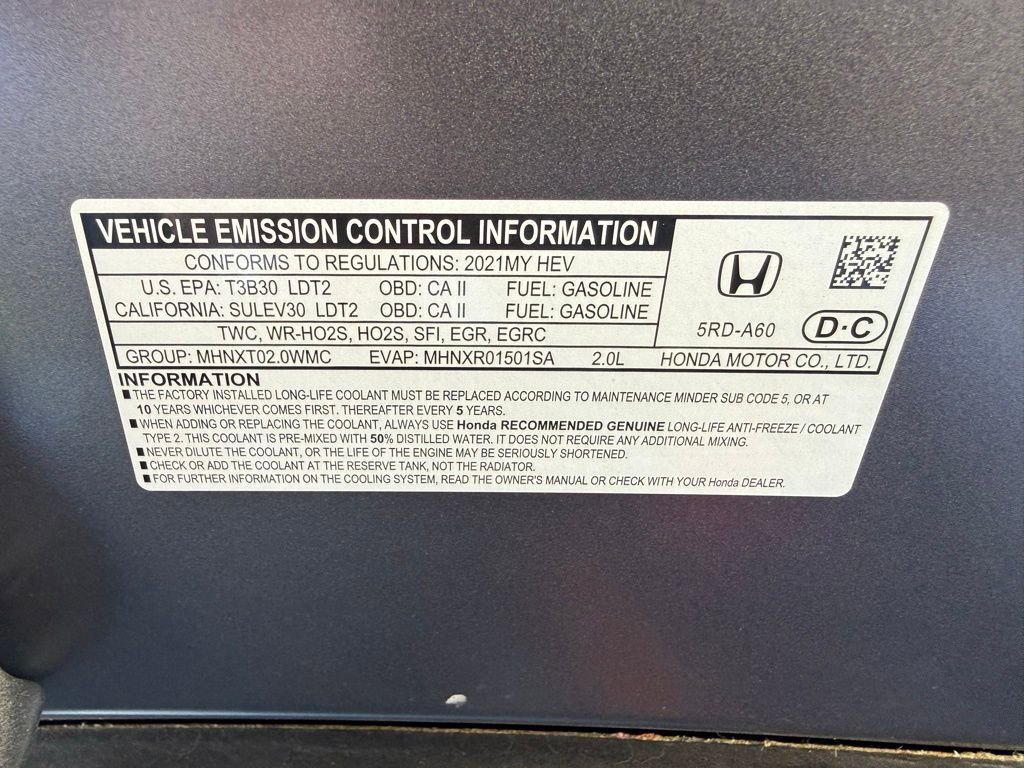 VEHICLE EMISSION CONTROL INFORMATION
CONFORMS TO REGULATIONS: 2021MY HEV
U.S. EPA: T3B30 LDT2 OBD: CA II FUEL: GASOLINE
CALIFORNIA: SULEV30 LDT2 OBD: CA II FUEL: GASOLINE
TWC, WR-HO2S, HO2S, SFI, EGR, EGRC
5RD-A60 D·C
GROUP: MHNXT02.0WMC EVAP: MHNXR01501SA 2.0L HONDA MOTOR CO., LTD.
INFORMATION
■ THE FACTORY INSTALLED LONG-LIFE COOLANT MUST BE REPLACED ACCORDING TO MAINTENANCE MINDER SUB CODE 5, OR AT
10 YEARS WHICHEVER COMES FIRST. THEREAFTER EVERY 5 YEARS.
■ WHEN ADDING OR REPLACING THE COOLANT, ALWAYS USE Honda RECOMMENDED GENUINE LONG-LIFE ANTI-FREEZE / COOLANT
TYPE 2. THIS COOLANT IS PRE-MIXED WITH 50% DISTILLED WATER. IT DOES NOT REQUIRE ANY ADDITIONAL MIXING.
■ NEVER DILUTE THE COOLANT, OR THE LIFE OF THE ENGINE MAY BE SERIOUSLY SHORTENED.
■ CHECK OR ADD THE COOLANT AT THE RESERVE TANK, NOT THE RADIATOR.
■ FOR FURTHER INFORMATION ON THE COOLING SYSTEM, READ THE OWNER'S MANUAL OR CHECK WITH YOUR Honda DEALER.